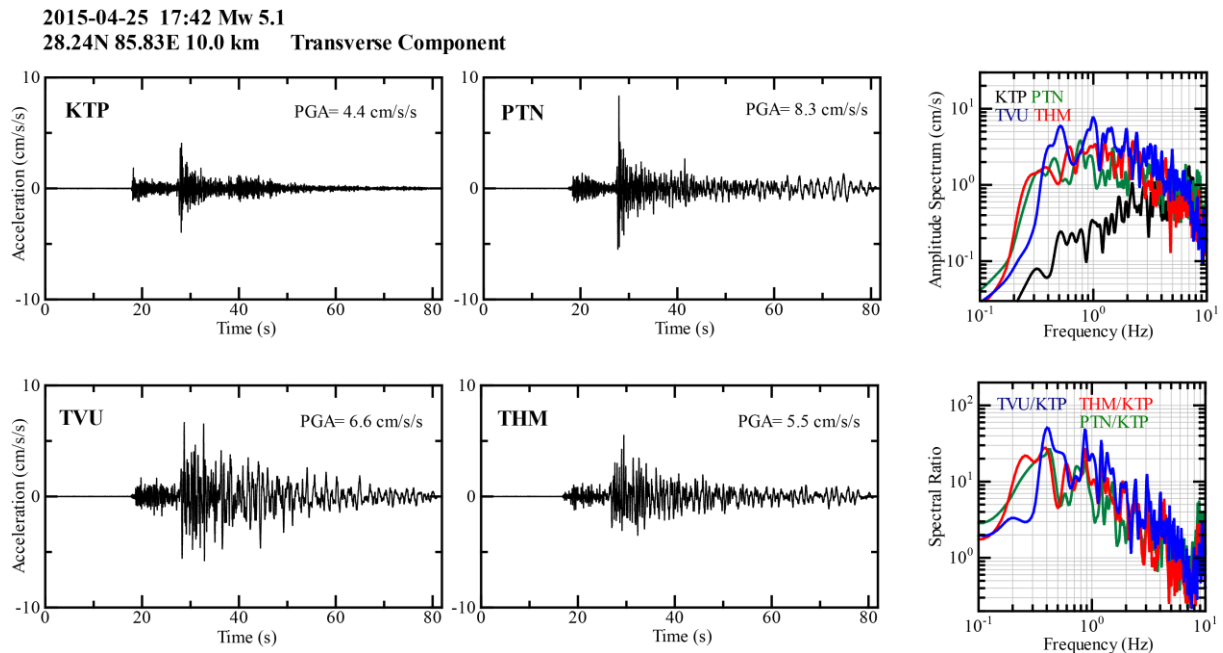 2015-04-25 17:42 Mw 5.1
28.24N 85.83E 10.0 km Transverse Component
10
0
-10
Acceleration (cm/s/s)
KTP
PGA= 4.4 cm/s/s
0 20 40 60 80
Time (s)
10
0
-10
PTN
PGA= 8.3 cm/s/s
0 20 40 60 80
Time (s)
Amplitude Spectrum (cm/s)
10^1
10^0
10^-1
KTP PTN
TVU THM
10^-1 10^0 10^1
Frequency (Hz)
10
0
-10
Acceleration (cm/s/s)
TVU
PGA= 6.6 cm/s/s
0 20 40 60 80
Time (s)
10
0
-10
THM
PGA= 5.5 cm/s/s
0 20 40 60 80
Time (s)
Spectral Ratio
10^2
10^1
10^0
TVU/KTP THM/KTP
PTN/KTP
10^-1 10^0 10^1
Frequency (Hz)